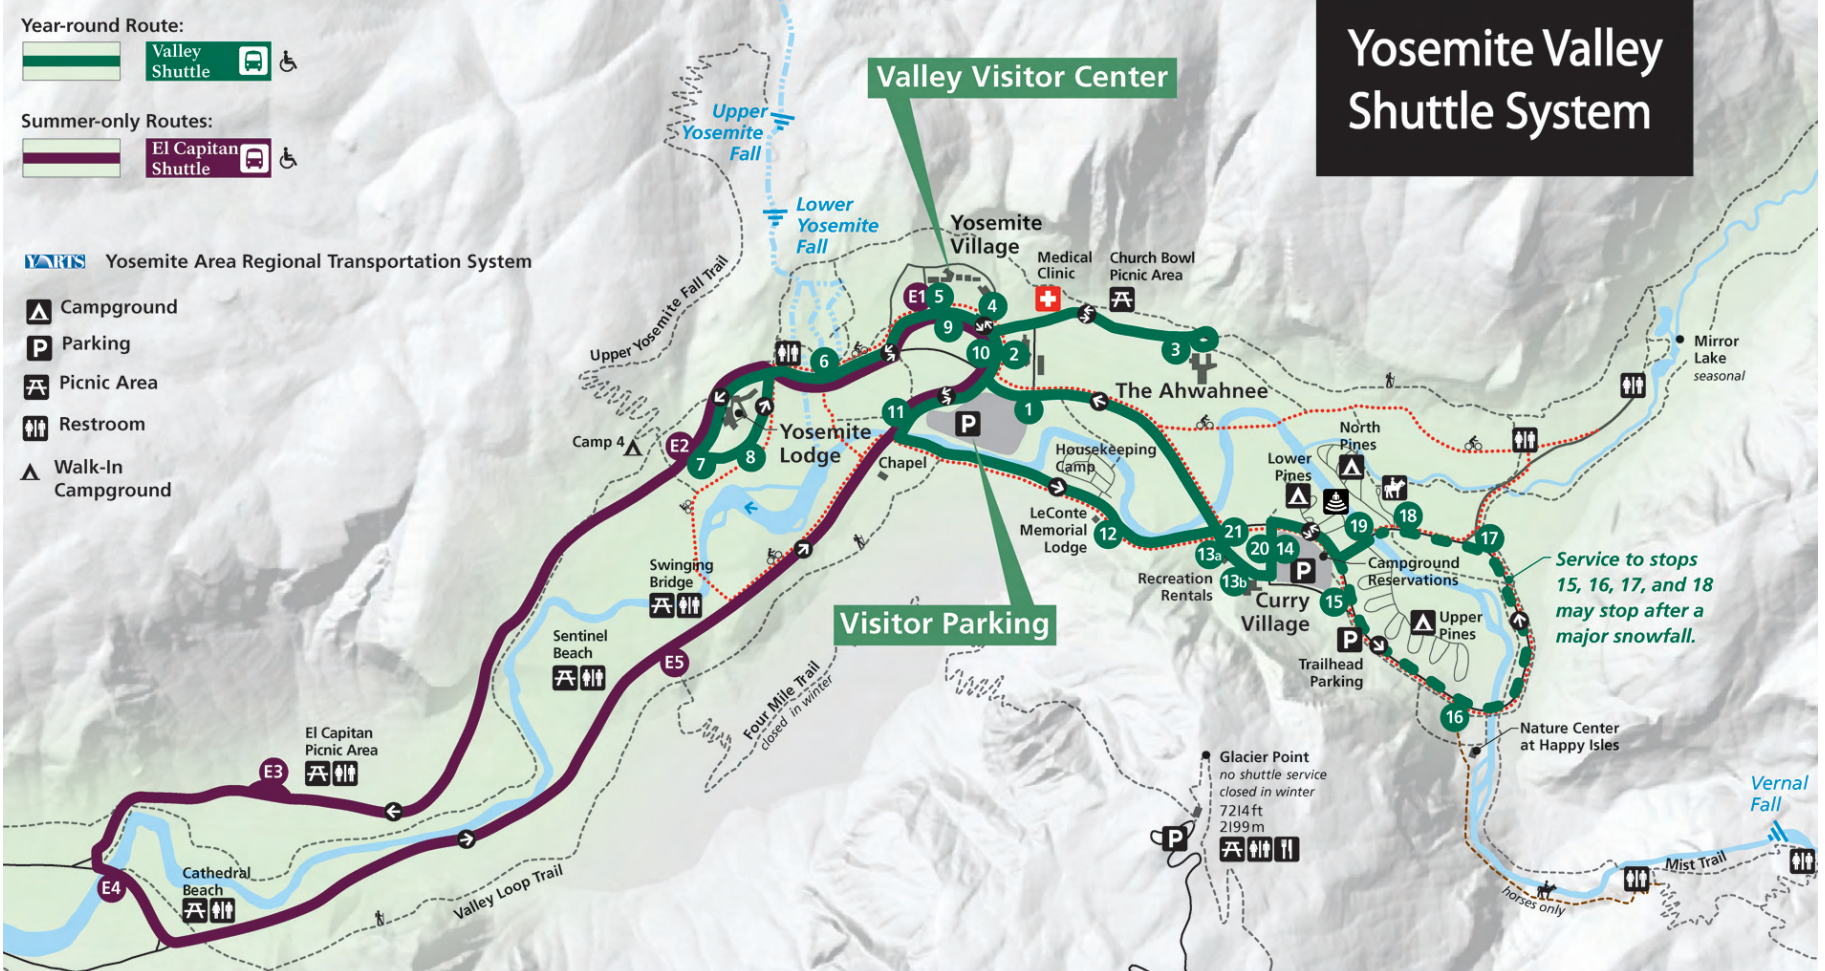 Year-round Route:
Valley
Shuttle
Summer-only Routes:
El Capitan
Shuttle
YARTS Yosemite Area Regional Transportation System
Campground
P Parking
Picnic Area
Restroom
Walk-In
Campground
Yosemite Valley
Shuttle System
Valley Visitor Center
Upper
Yosemite
Fall
Lower
Yosemite
Fall
Yosemite
Village
Medical
Clinic
Church Bowl
Picnic Area
Upper Yosemite Fall Trail
E1
5
4
9
10
2
3
6
The Ahwahnee
Mirror
Lake
seasonal
11
P
1
Camp 4
E2
7
8
Yosemite
Lodge
Chapel
Housekeeping
Camp
North
Pines
Lower
Pines
LeConte
Memorial
Lodge
12
21
13a
20
14
19
18
17
13b
P
Campground
Reservations
Recreation
Rentals
Curry
Village
15
Upper
Pines
P
Trailhead
Parking
16
Service to stops
15, 16, 17, and 18
may stop after a
major snowfall.
Swinging
Bridge
Visitor Parking
Sentinel
Beach
E5
Four Mile Trail
closed in winter
Nature Center
at Happy Isles
El Capitan
Picnic Area
E3
Glacier Point
no shuttle service
closed in winter
7214 ft
2199 m
P
Vernal
Fall
Mist Trail
horses only
E4
Cathedral
Beach
Valley Loop Trail